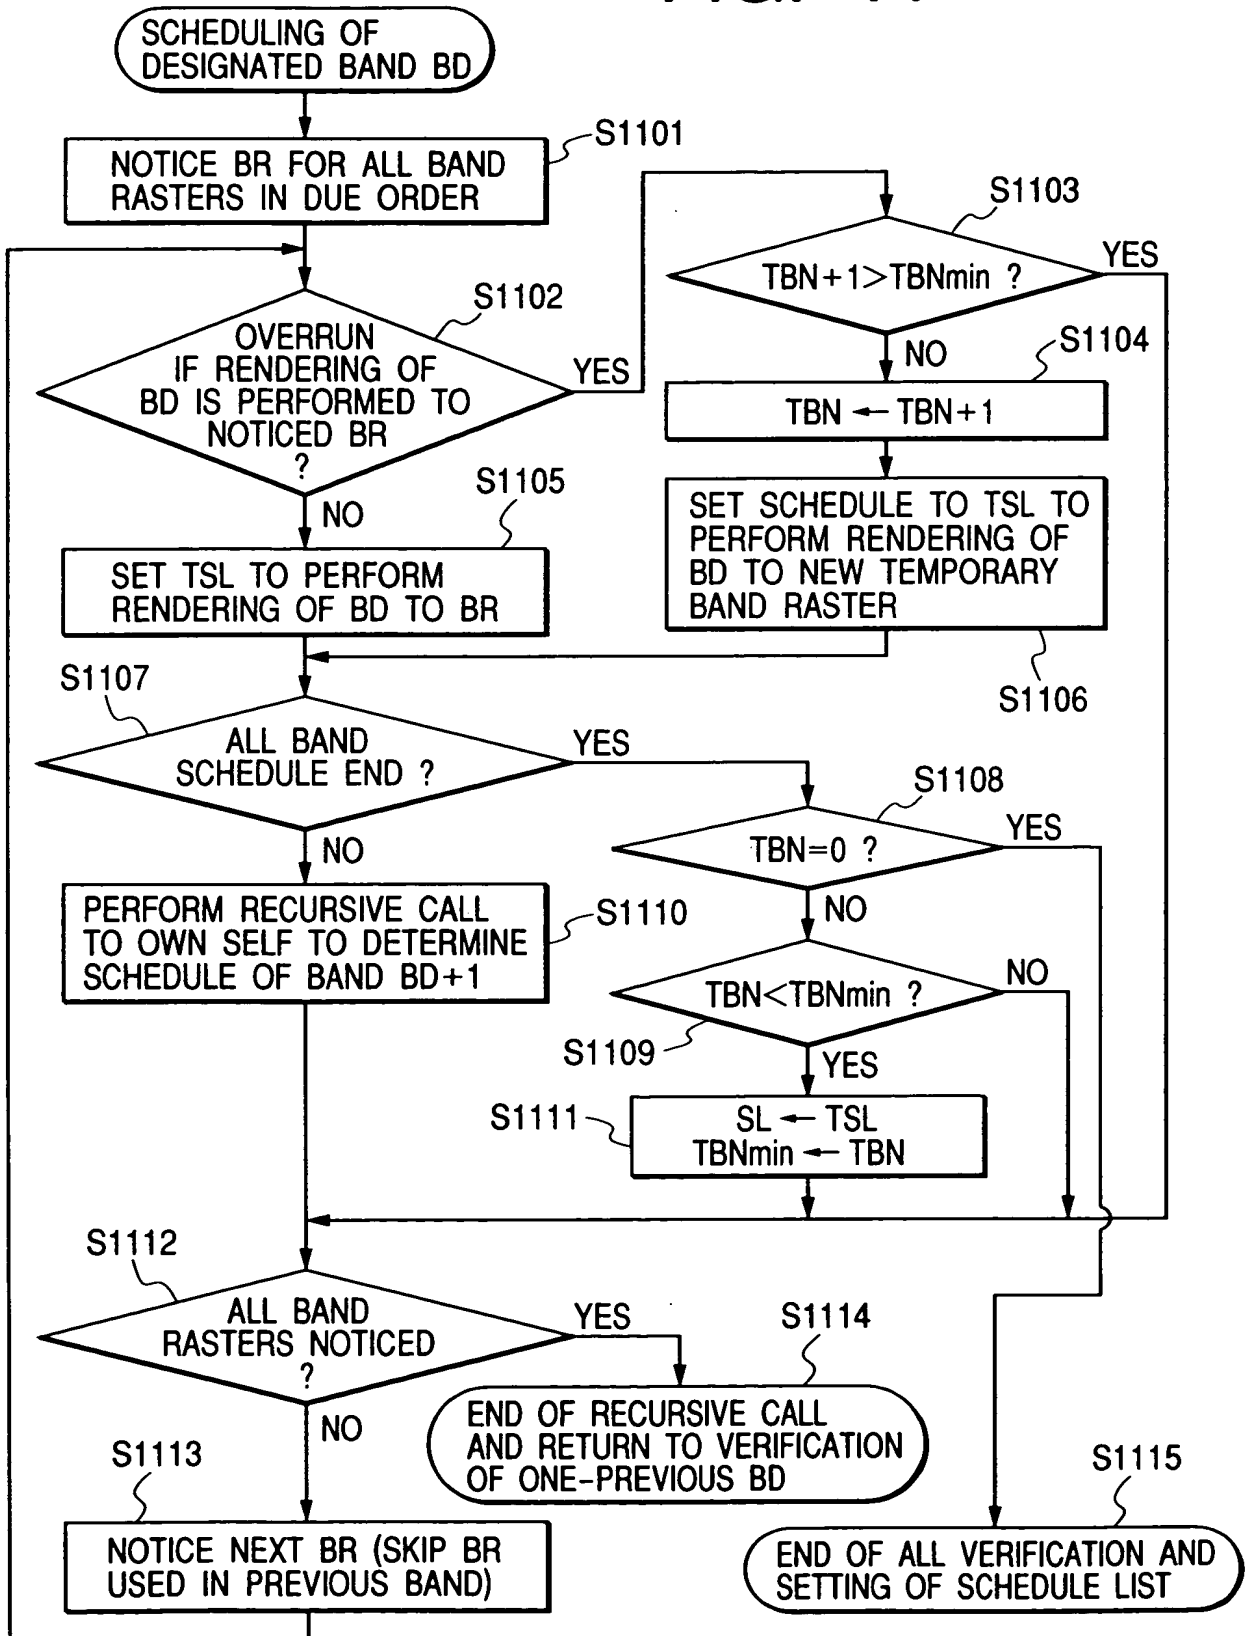 SCHEDULING OF
DESIGNATED BAND BD
S1101
NOTICE BR FOR ALL BAND
RASTERS IN DUE ORDER
S1103
TBN+1>TBNmin ?
YES
S1102
OVERRUN
IF RENDERING OF
BD IS PERFORMED TO
NOTICED BR
?
YES
NO
S1104
TBN ← TBN+1
S1105
NO
SET TSL TO PERFORM
RENDERING OF BD TO BR
SET SCHEDULE TO TSL TO
PERFORM RENDERING OF
BD TO NEW TEMPORARY
BAND RASTER
S1106
S1107
ALL BAND
SCHEDULE END ?
YES
S1108
TBN=0 ?
YES
NO
NO
PERFORM RECURSIVE CALL
TO OWN SELF TO DETERMINE
SCHEDULE OF BAND BD+1
S1110
TBN<TBNmin ?
NO
S1109
YES
S1111
SL ← TSL
TBNmin ← TBN
S1112
ALL BAND
RASTERS NOTICED
?
YES
S1114
NO
END OF RECURSIVE CALL
AND RETURN TO VERIFICATION
OF ONE-PREVIOUS BD
S1113
NOTICE NEXT BR (SKIP BR
USED IN PREVIOUS BAND)
S1115
END OF ALL VERIFICATION AND
SETTING OF SCHEDULE LIST